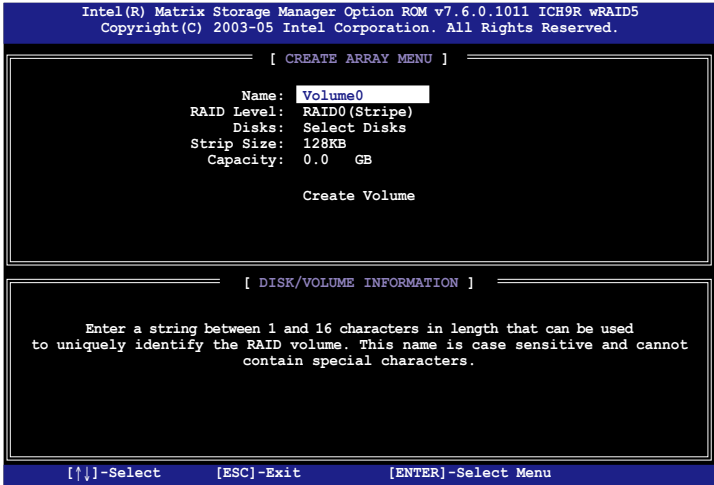 Intel(R) Matrix Storage Manager Option ROM v7.6.0.1011 ICH9R wRAID5
Copyright(C) 2003-05 Intel Corporation. All Rights Reserved.
[ CREATE ARRAY MENU ]
Name: Volume0
RAID Level: RAID0(Stripe)
Disks: Select Disks
Strip Size: 128KB
Capacity: 0.0 GB
Create Volume
[ DISK/VOLUME INFORMATION ]
Enter a string between 1 and 16 characters in length that can be used
to uniquely identify the RAID volume. This name is case sensitive and cannot
contain special characters.
[↑↓]-Select [ESC]-Exit [ENTER]-Select Menu